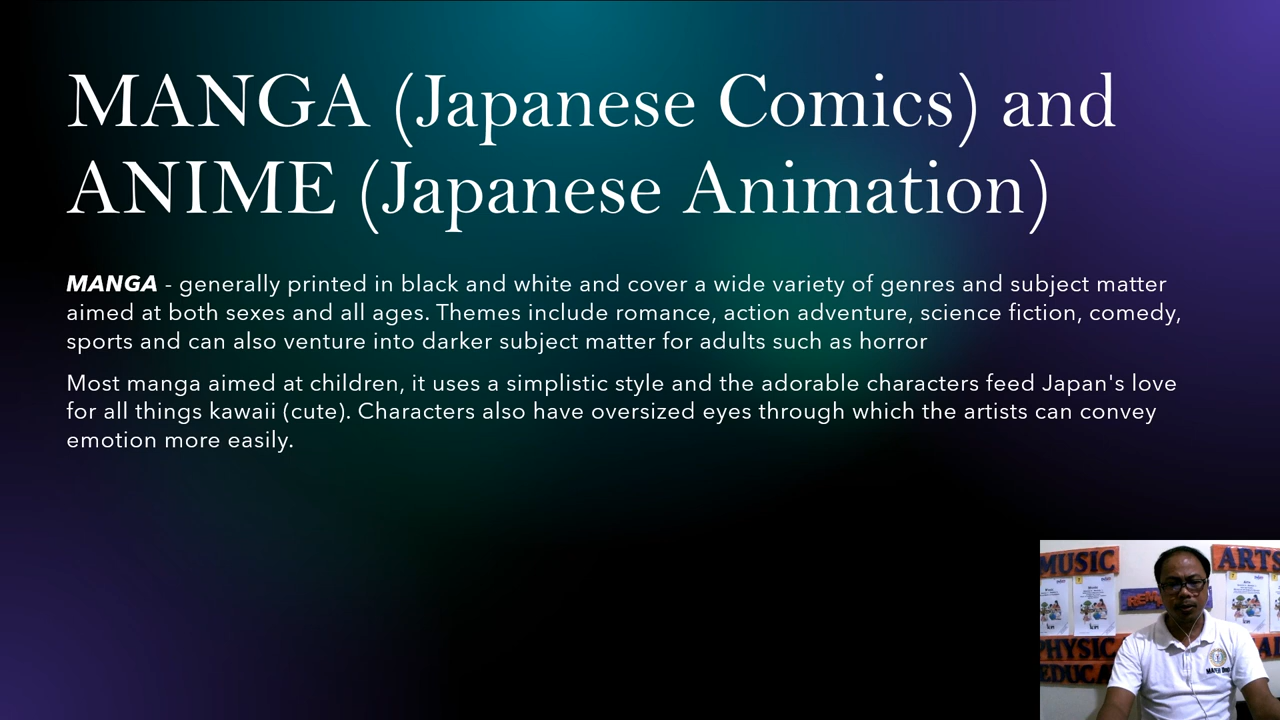 MANGA (Japanese Comics) and
ANIME (Japanese Animation)
MANGA - generally printed in black and white and cover a wide variety of genres and subject matter
aimed at both sexes and all ages. Themes include romance, action adventure, science fiction, comedy,
sports and can also venture into darker subject matter for adults such as horror
Most manga aimed at children, it uses a simplistic style and the adorable characters feed Japan's love
for all things kawaii (cute). Characters also have oversized eyes through which the artists can convey
emotion more easily.
MUSIC
ARTS
PHYSIC
EDUCA